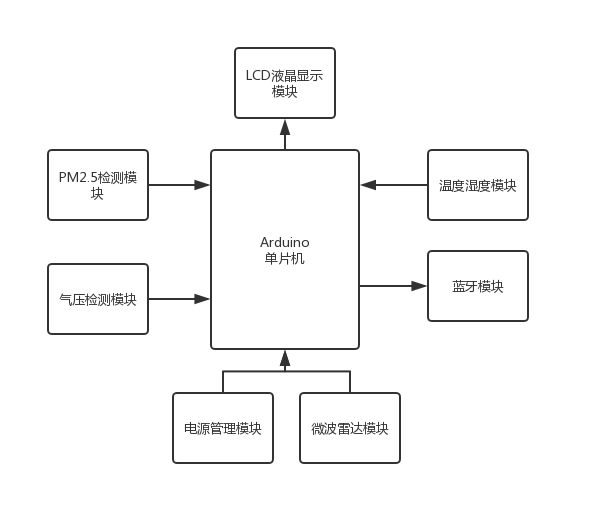 LCD液晶显示
模块
PM2.5检测模
块
温度湿度模块
Arduino
单片机
气压检测模块
蓝牙模块
电源管理模块
微波雷达模块